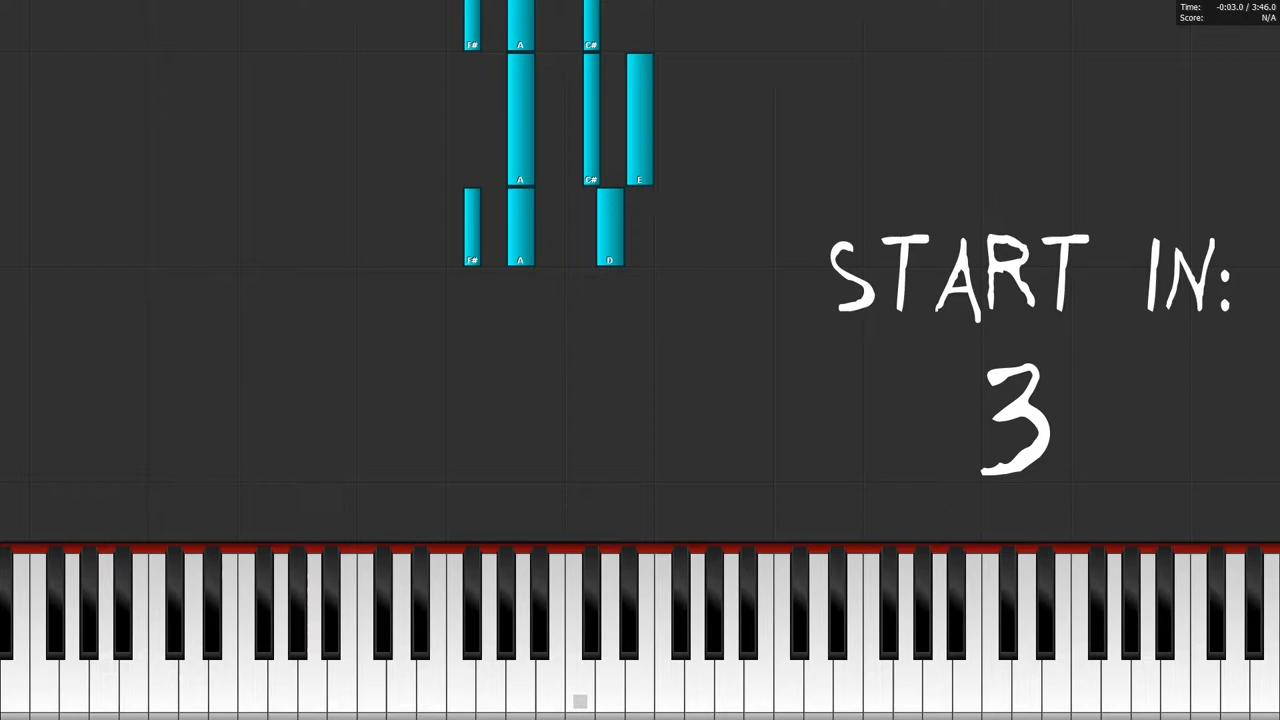 Time: -0:03.0 / 3:46.0
Score: N/A
F# A C#
A C# E
F# A D
START IN:
3